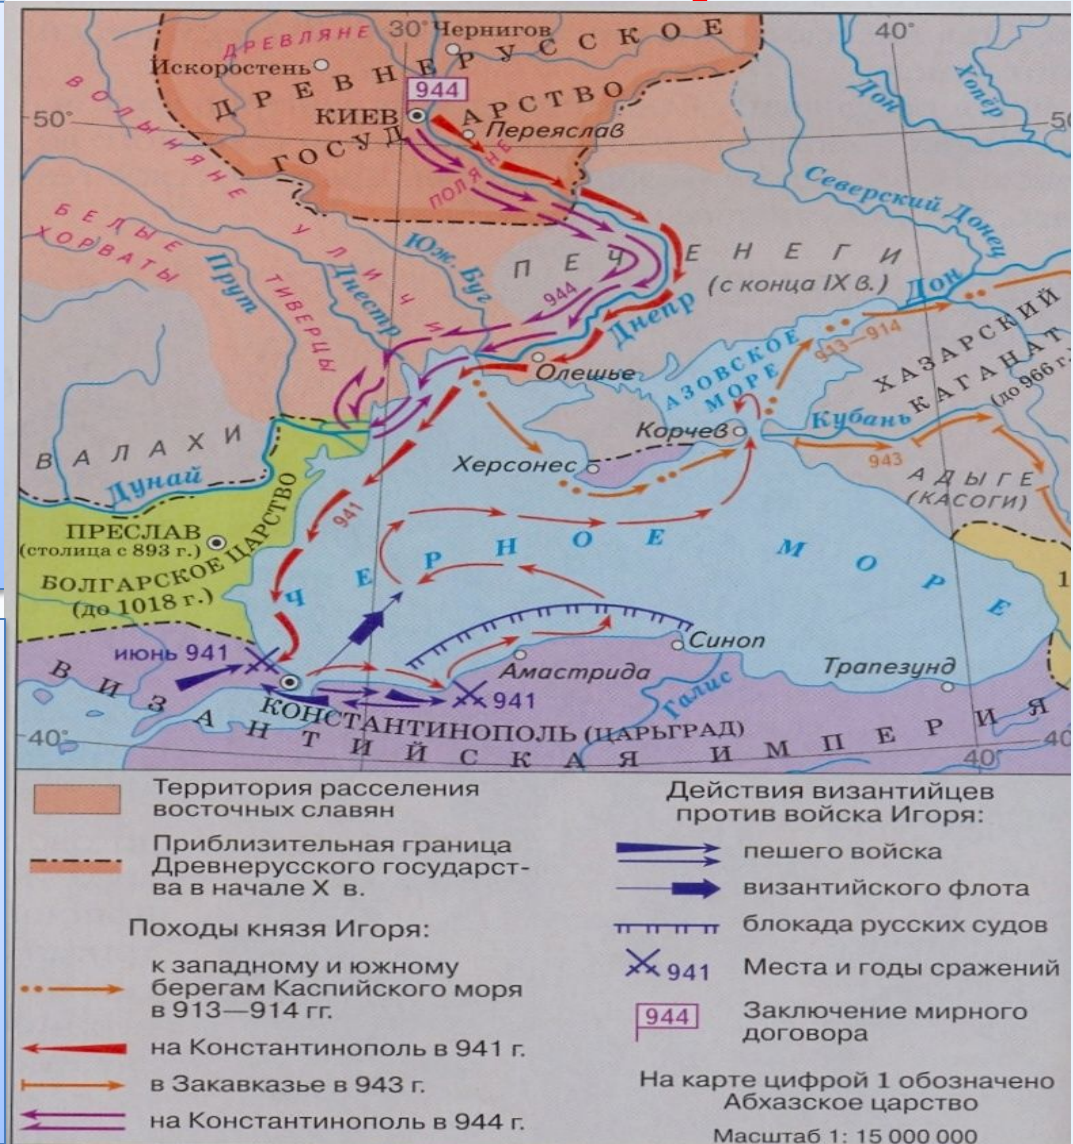 30° Чернигов
40°
ДРЕВЛЯНЕ
Искоростень
ДРЕВНЕРУССКОЕ
ГОСУДАРСТВО
944
КИЕВ
Переяслав
50°
50
ВОЛЫНЯНЕ
ПОЛЯНЕ
Дон
Хопёр
Северский Донец
БЕЛЫЕ
ХОРВАТЫ
УЛИЧИ
Юж. Буг
ПЕЧЕНЕГИ
(с конца IX в.)
Прут
Днестр
ТИВЕРЦЫ
944
Днепр
Дон
913—914
ХАЗАРСКИЙ
КАГАНАТ
(до 966 г.)
Олешье
АЗОВСКОЕ
МОРЕ
Кубань
Корчев
943
ВАЛАХИ
Дунай
Херсонес
АДЫГЕ
(КАСОГИ)
941
ПРЕСЛАВ
(столица с 893 г.)
БОЛГАРСКОЕ ЦАРСТВО
(до 1018 г.)
ЧЕРНОЕ МОРЕ
1
июнь 941
Синоп
Амастрида
Трапезунд
941
Галис
КОНСТАНТИНОПОЛЬ (ЦАРЬГРАД)
ВИЗАНТИЙСКАЯ ИМПЕРИЯ
40°
40°
40
Территория расселения
восточных славян
Приблизительная граница
Древнерусского государст-
ва в начале X в.
Походы князя Игоря:
к западному и южному
берегам Каспийского моря
в 913—914 гг.
на Константинополь в 941 г.
в Закавказье в 943 г.
на Константинополь в 944 г.
Действия византийцев
против войска Игоря:
пешего войска
византийского флота
блокада русских судов
941
Места и годы сражений
944
Заключение мирного
договора
На карте цифрой 1 обозначено
Абхазское царство
Масштаб 1: 15 000 000